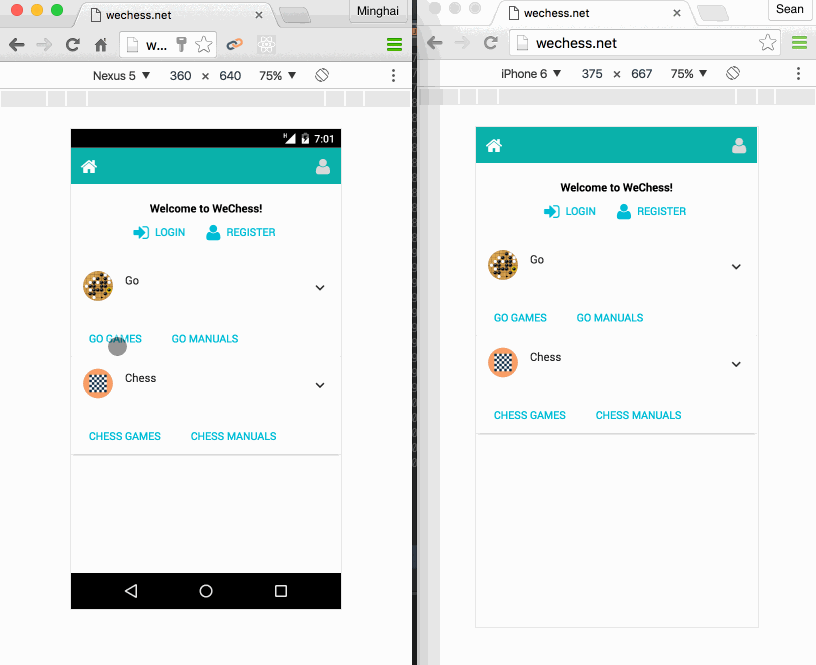 wechess.net
Minghai
w...
Nexus 5 ▼ 360 × 640 75% ▼
7:01
Welcome to WeChess!
LOGIN REGISTER
Go
GO GAMES GO MANUALS
Chess
CHESS GAMES CHESS MANUALS
wechess.net
Sean
wechess.net
iPhone 6 ▼ 375 × 667 75% ▼
Welcome to WeChess!
LOGIN REGISTER
Go
GO GAMES GO MANUALS
Chess
CHESS GAMES CHESS MANUALS